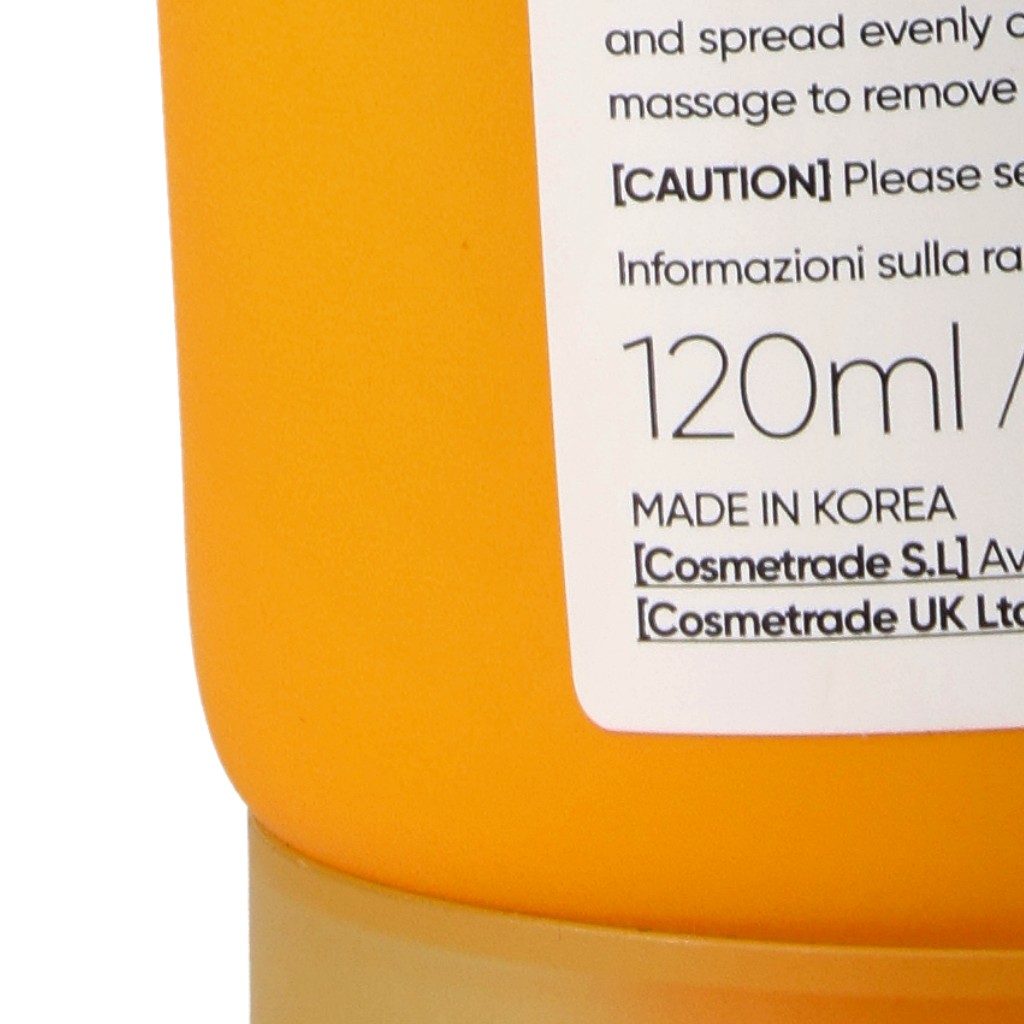 and spread evenly
massage to remove
[CAUTION] Please
Informazioni sulla
120ml /
MADE IN KOREA
[Cosmetrade S.L]
[Cosmetrade UK